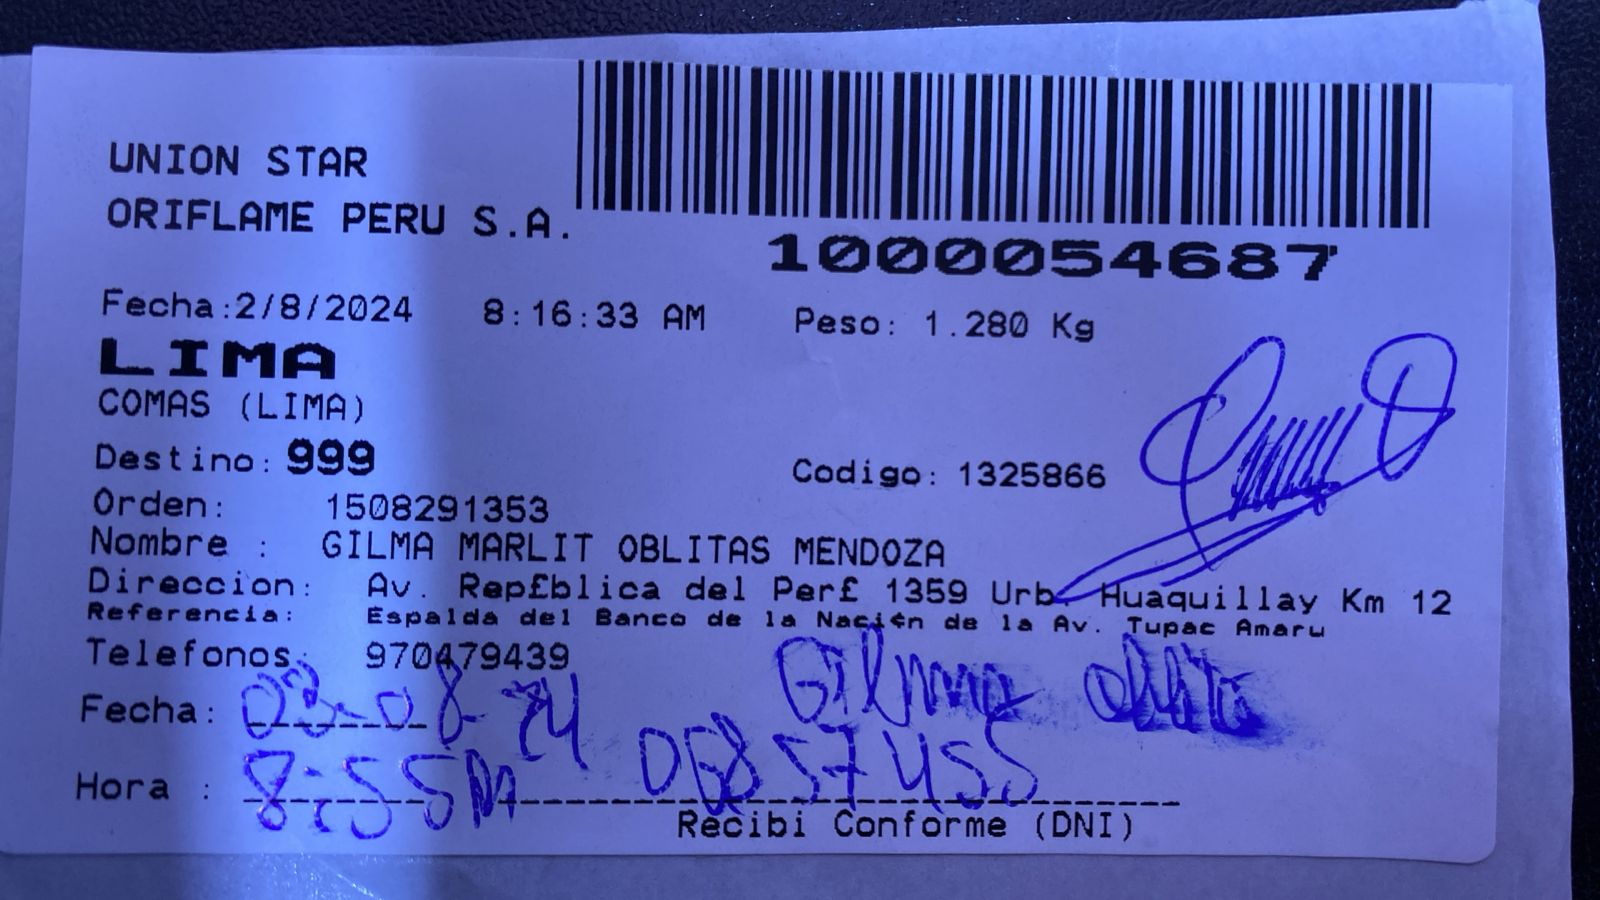 UNION STAR
ORIFLAME PERU S.A.
1000054687
Fecha:2/8/2024 8:16:33 AM Peso: 1.280 Kg
LIMA
COMAS (LIMA)
Destino: 999 Codigo: 1325866
Orden: 1508291353
Nombre : GILMA MARLIT OBLITAS MENDOZA
Direccion: Av. Rep£blica del Per£ 1359 Urb. Huaquillay Km 12
Referencia: Espalda del Banco de la Naci¢n de la Av. Tupac Amaru
Telefonos: 970479439
Gilma
Fecha: 03-08-24
Hora : 8:55
Recibi Conforme (DNI)